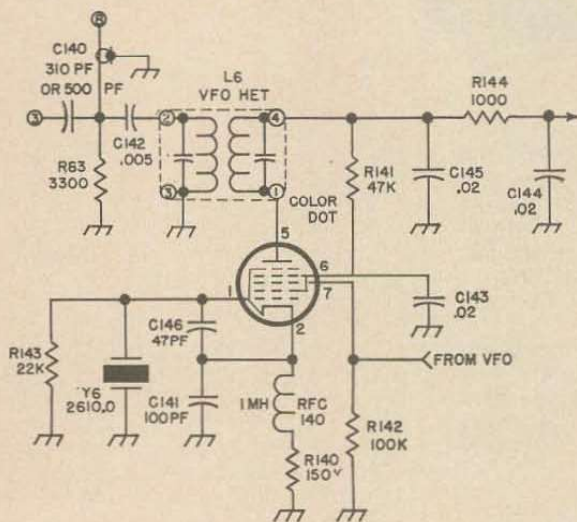 8
C140
310 PF
OR 500 PF
3
C142
.005
R63
3300
L6
VFO HET
2
4
3
1
COLOR
DOT
R141
47K
C145
.02
R144
1000
C144
.02
5
6
7
1
2
C143
.02
FROM VFO
R143
22K
Y6
2610.0
C146
47PF
C141
100PF
1MH
RFC
140
R140
150
R142
100K